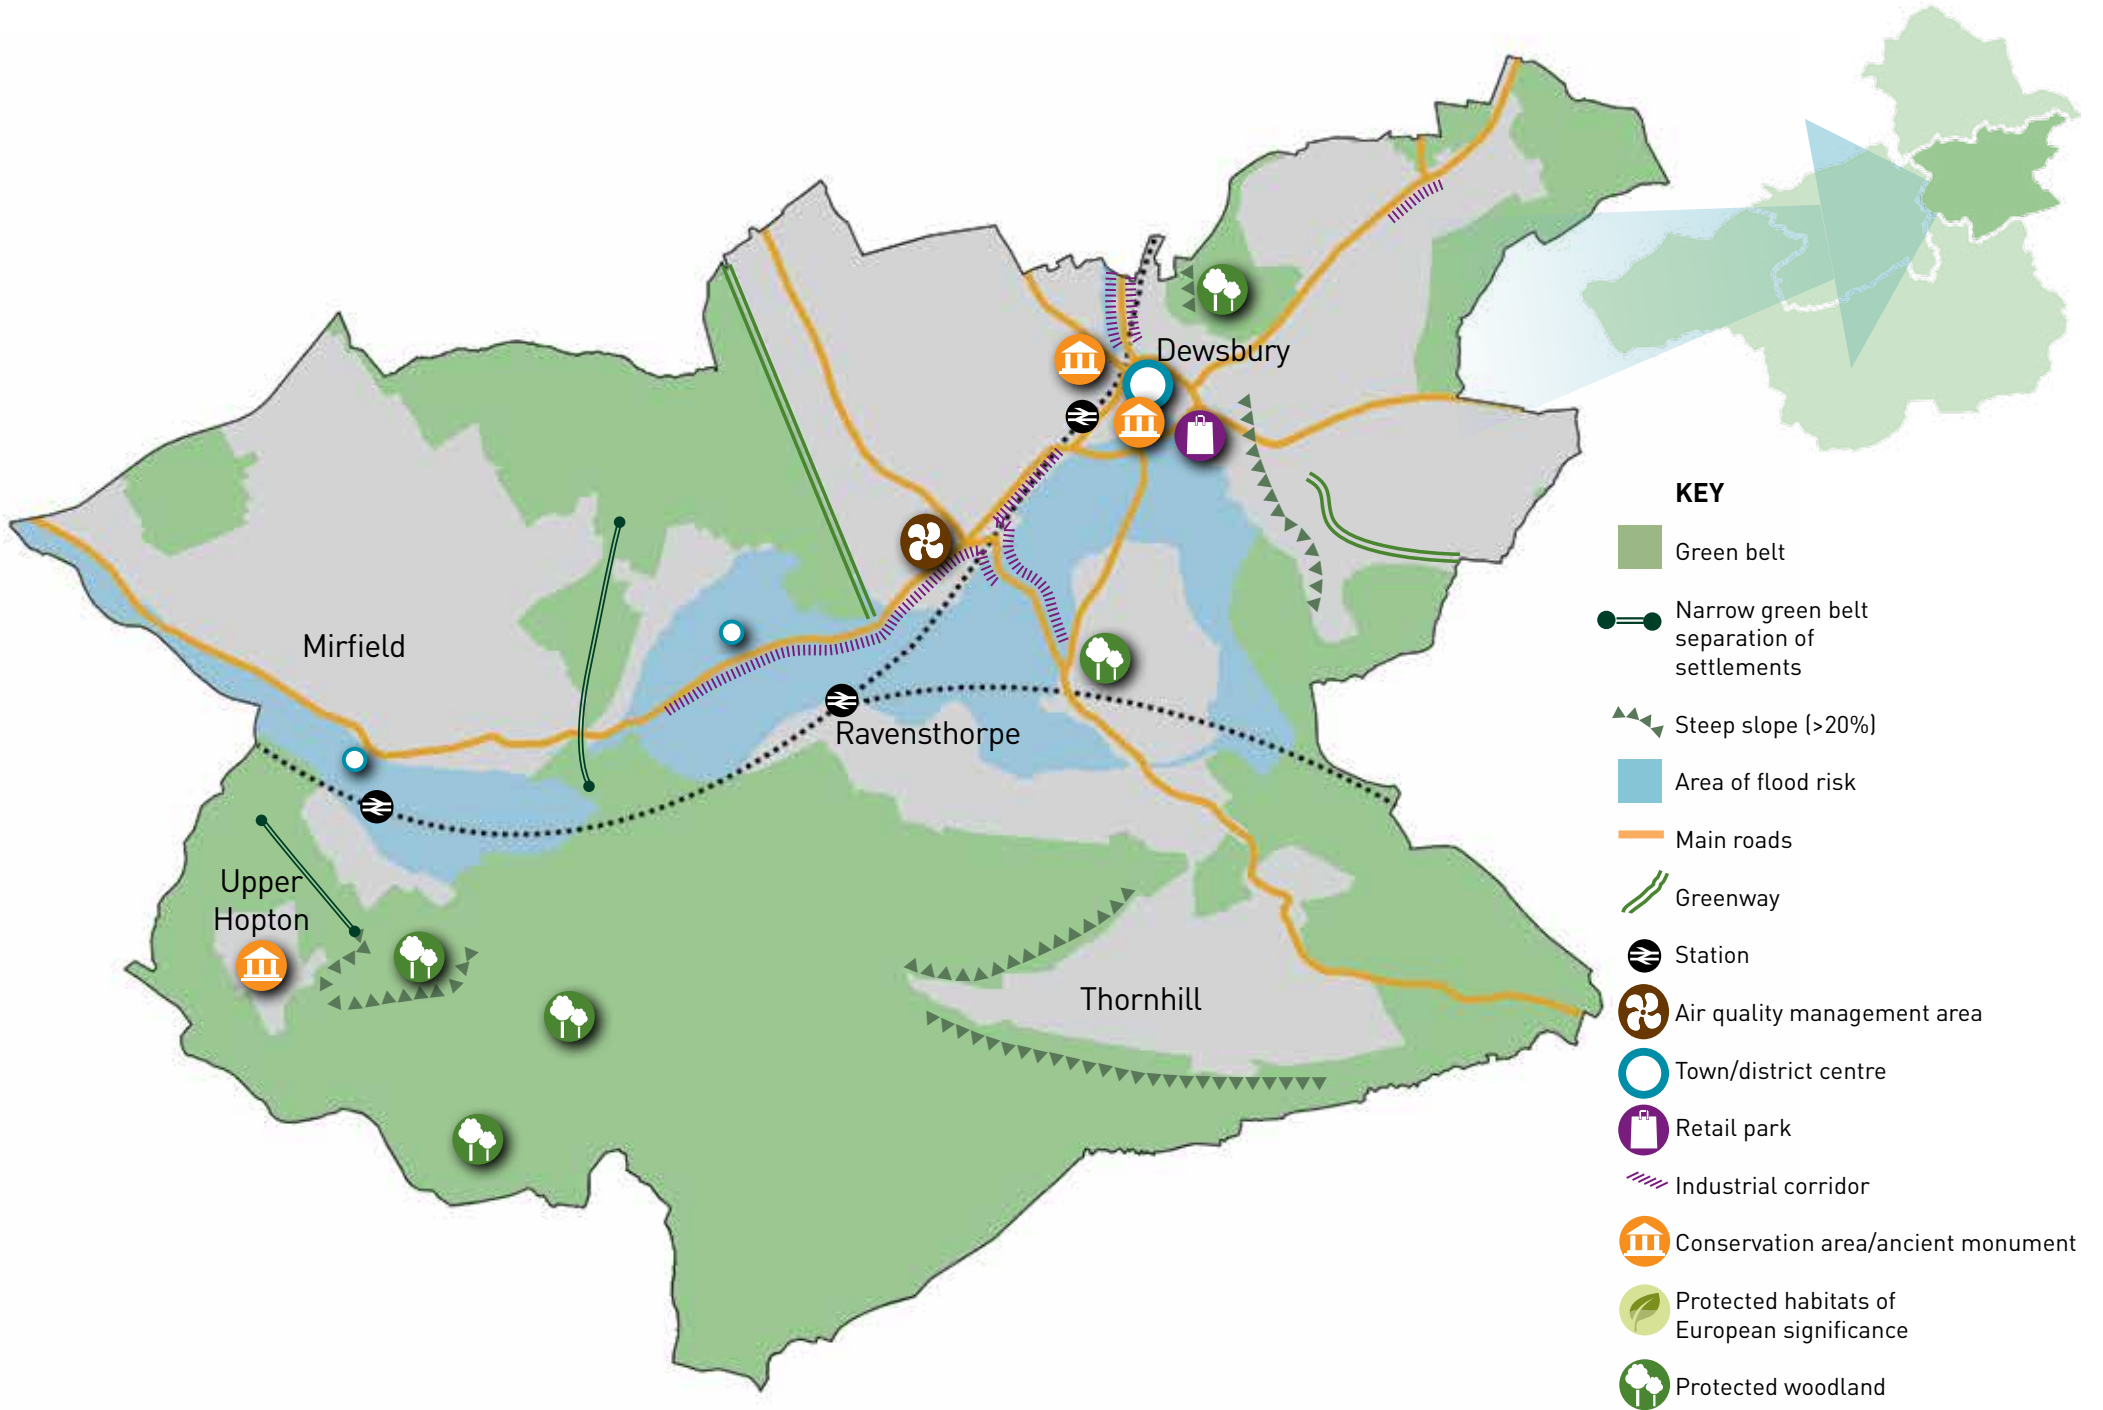 Dewsbury
Mirfield
Ravensthorpe
Upper
Hopton
Thornhill
KEY
Green belt
Narrow green belt
separation of
settlements
Steep slope (>20%)
Area of flood risk
Main roads
Greenway
Station
Air quality management area
Town/district centre
Retail park
Industrial corridor
Conservation area/ancient monument
Protected habitats of
European significance
Protected woodland